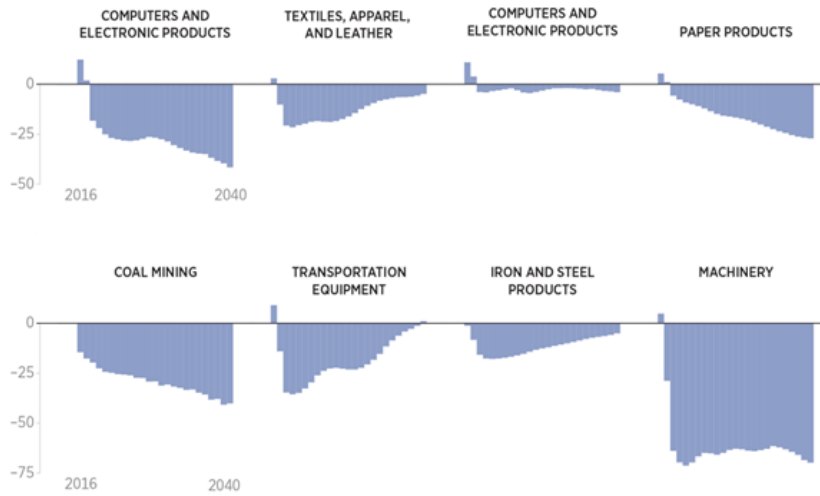 COMPUTERS AND
ELECTRONIC PRODUCTS
TEXTILES, APPAREL,
AND LEATHER
COMPUTERS AND
ELECTRONIC PRODUCTS
PAPER PRODUCTS
0
−25
−50
2016
2040
COAL MINING
TRANSPORTATION
EQUIPMENT
IRON AND STEEL
PRODUCTS
MACHINERY
0
−25
−50
−75
2016
2040